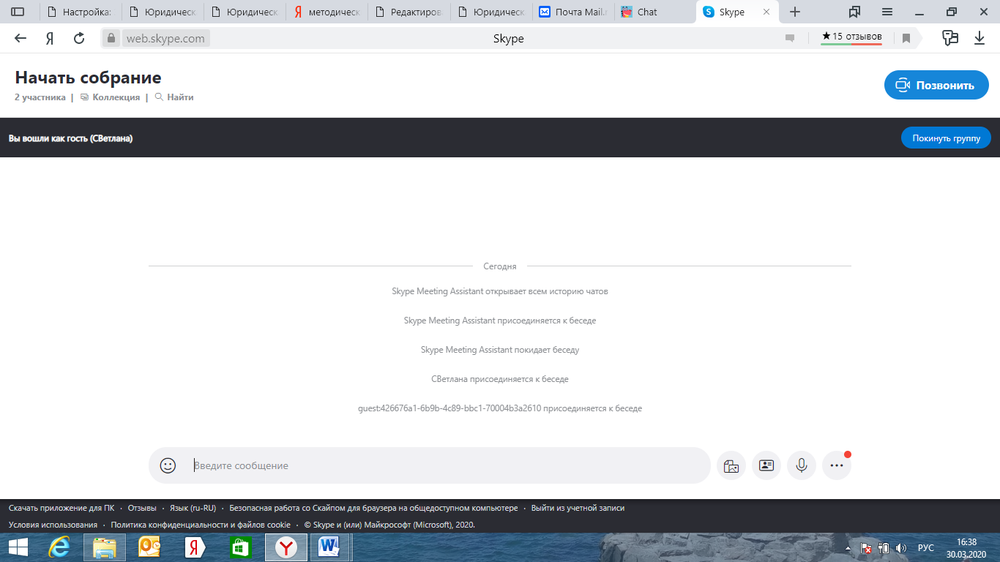 Настройка:
Юридическ
Юридическ
методическ
Редактиров
Юридическ
Почта Mail.r
Chat
Skype
web.skype.com
Skype
★15 отзывов
Начать собрание
2 участника | Коллекция | Найти
Позвонить
Вы вошли как гость (СВетлана)
Покинуть группу
Сегодня
Skype Meeting Assistant открывает всем историю чатов
Skype Meeting Assistant присоединяется к беседе
Skype Meeting Assistant покидает беседу
СВетлана присоединяется к беседе
guest:426676a1-6b9b-4c89-bbc1-70004b3a2610 присоединяется к беседе
Введите сообщение
Скачать приложение для ПК · Отзывы · Язык (ru-RU) · Безопасная работа со Скайпом для браузера на общедоступном компьютере · Выйти из учетной записи
Условия использования · Политика конфиденциальности и файлов cookie · © Skype и (или) Майкрософт (Microsoft), 2020.
РУС
16:38
30.03.2020